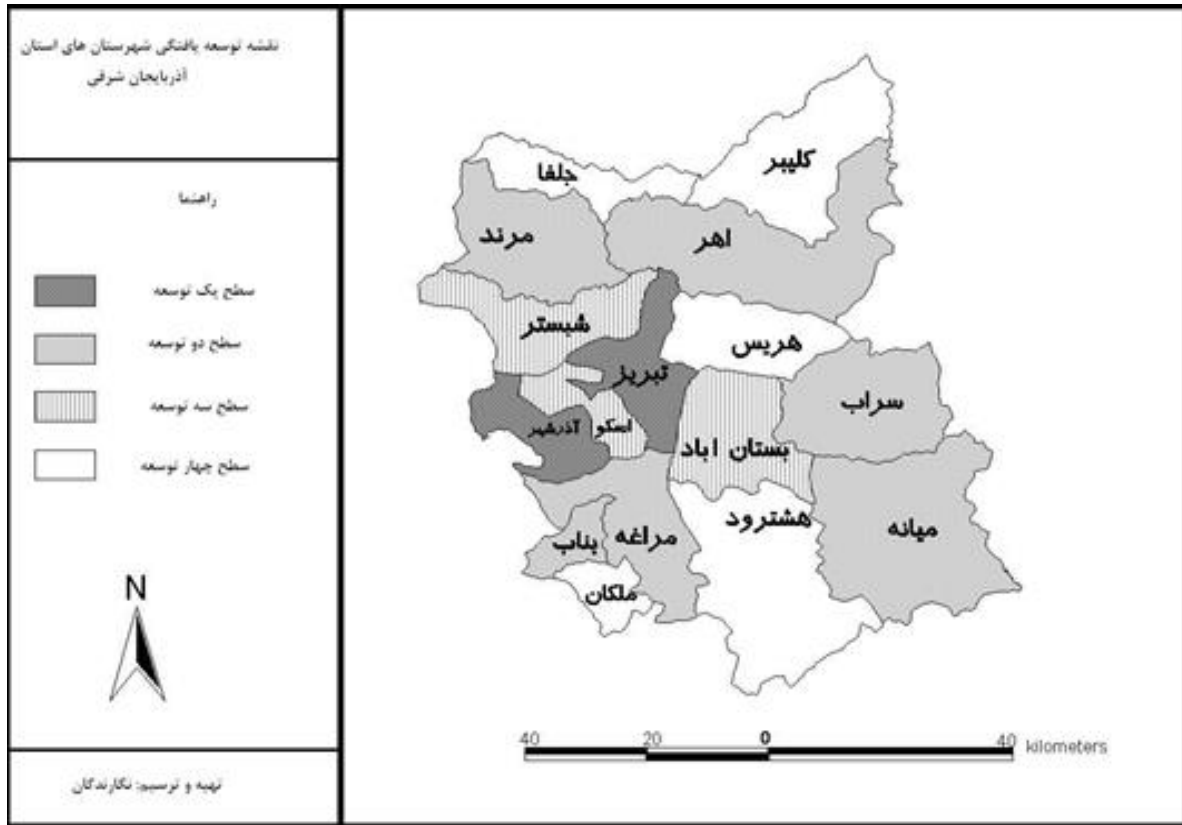 نقشه توسعه یافتگی شهرستان های استان
آذربایجان شرقی
راهنما
سطح یک توسعه
سطح دو توسعه
سطح سه توسعه
سطح چهار توسعه
N
تهیه و ترسیم: نگارندگان
کلیبر
جلفا
مرند
اهر
شبستر
هریس
تبریز
سراب
آذرشهر
اسکو
بستان اباد
هشترود
میانه
مراغه
بناب
ملکان
40 20 0 40 kilometers